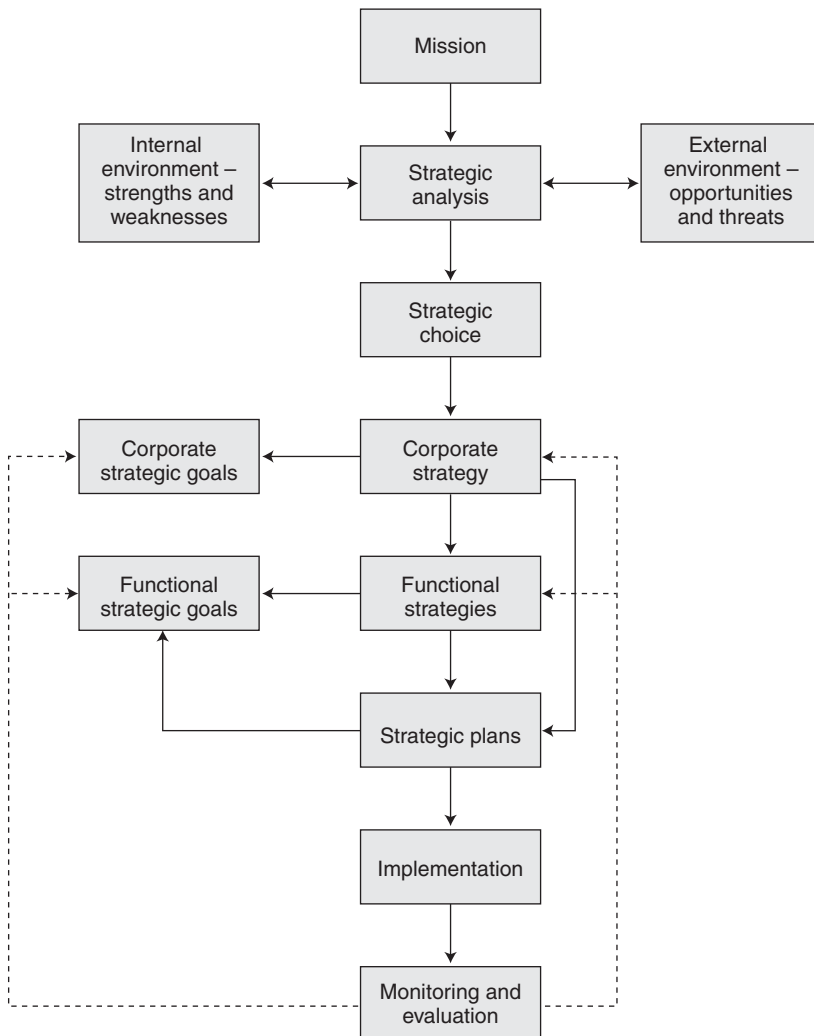 Mission
Internal
environment –
strengths and
weaknesses
Strategic
analysis
External
environment –
opportunities
and threats
Strategic
choice
Corporate
strategic goals
Corporate
strategy
Functional
strategic goals
Functional
strategies
Strategic plans
Implementation
Monitoring and
evaluation